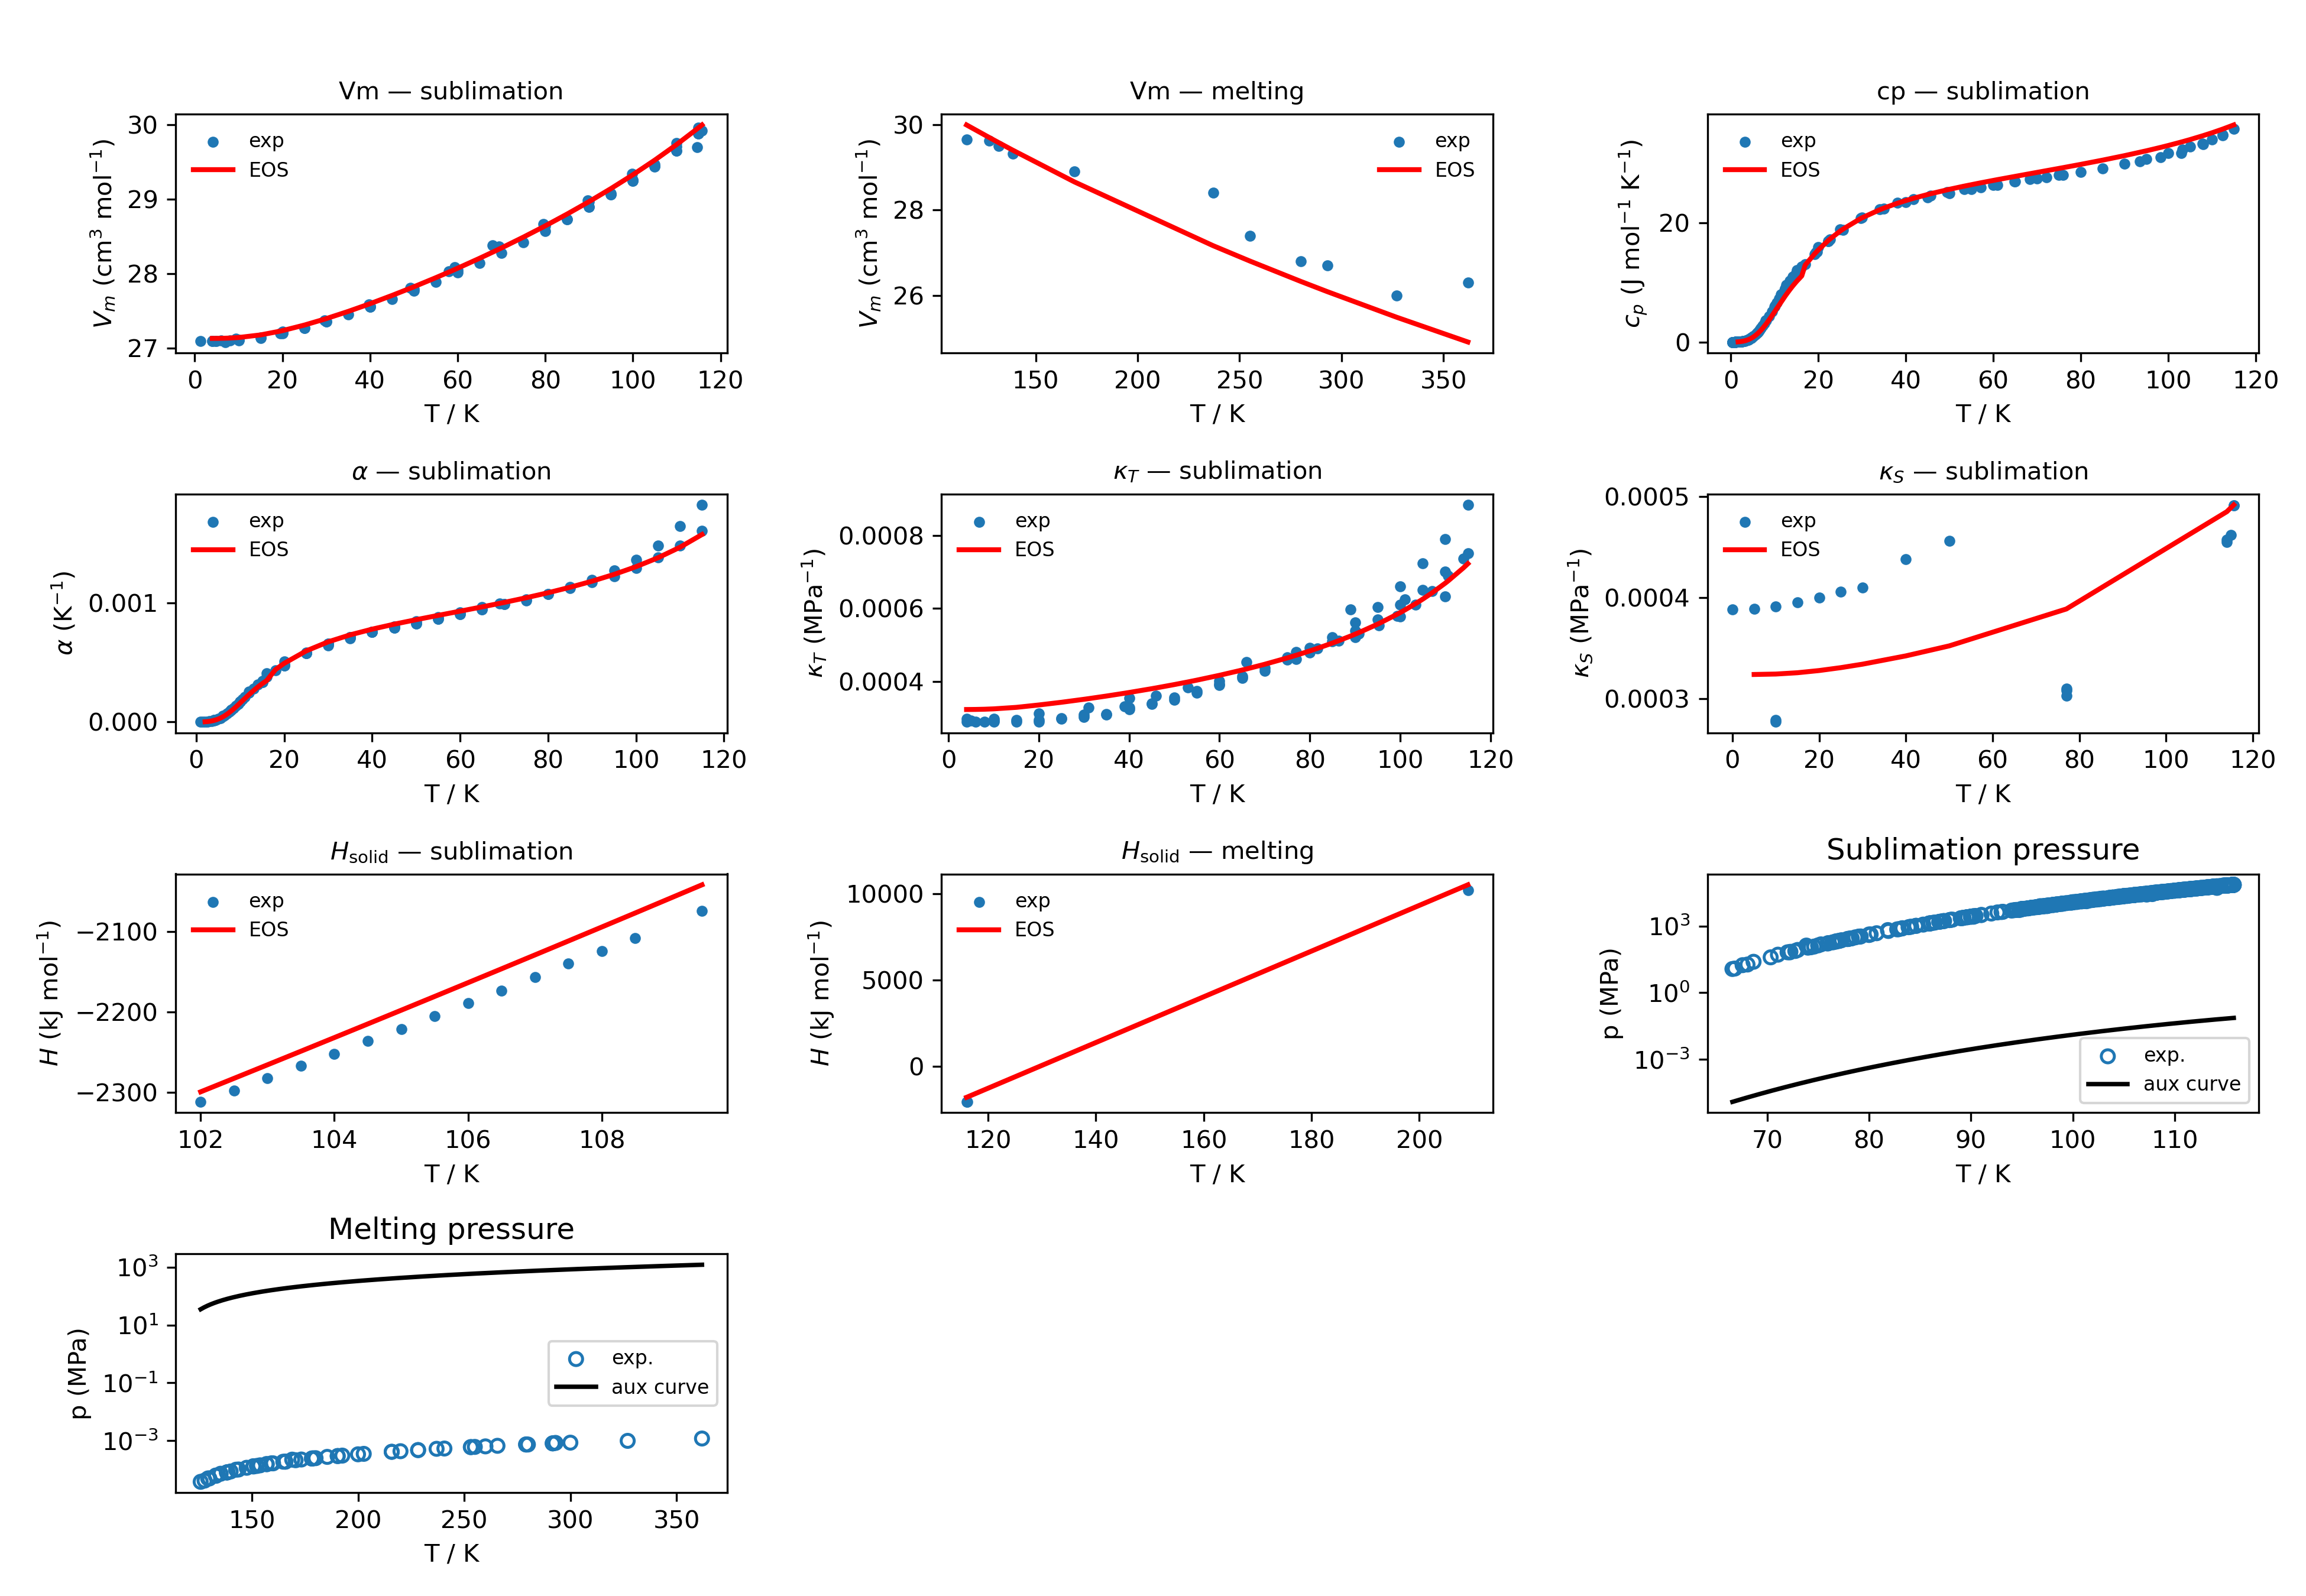 Vm — sublimation
30
29
28
27
V_m (cm³ mol⁻¹)
exp
EOS
0 20 40 60 80 100 120
T / K
Vm — melting
30
28
26
V_m (cm³ mol⁻¹)
exp
EOS
150 200 250 300 350
T / K
cp — sublimation
20
0
c_p (J mol⁻¹ K⁻¹)
exp
EOS
0 20 40 60 80 100 120
T / K
α — sublimation
0.001
0.000
α (K⁻¹)
exp
EOS
0 20 40 60 80 100 120
T / K
κ_T — sublimation
0.0008
0.0006
0.0004
κ_T (MPa⁻¹)
exp
EOS
0 20 40 60 80 100 120
T / K
κ_S — sublimation
0.0005
0.0004
0.0003
κ_S (MPa⁻¹)
exp
EOS
0 20 40 60 80 100 120
T / K
H_solid — sublimation
−2100
−2200
−2300
H (kJ mol⁻¹)
exp
EOS
102 104 106 108
T / K
H_solid — melting
10000
5000
0
H (kJ mol⁻¹)
exp
EOS
120 140 160 180 200
T / K
Sublimation pressure
10³
10⁰
10⁻³
p (MPa)
exp.
aux curve
70 80 90 100 110
T / K
Melting pressure
10³
10¹
10⁻¹
10⁻³
p (MPa)
exp.
aux curve
150 200 250 300 350
T / K